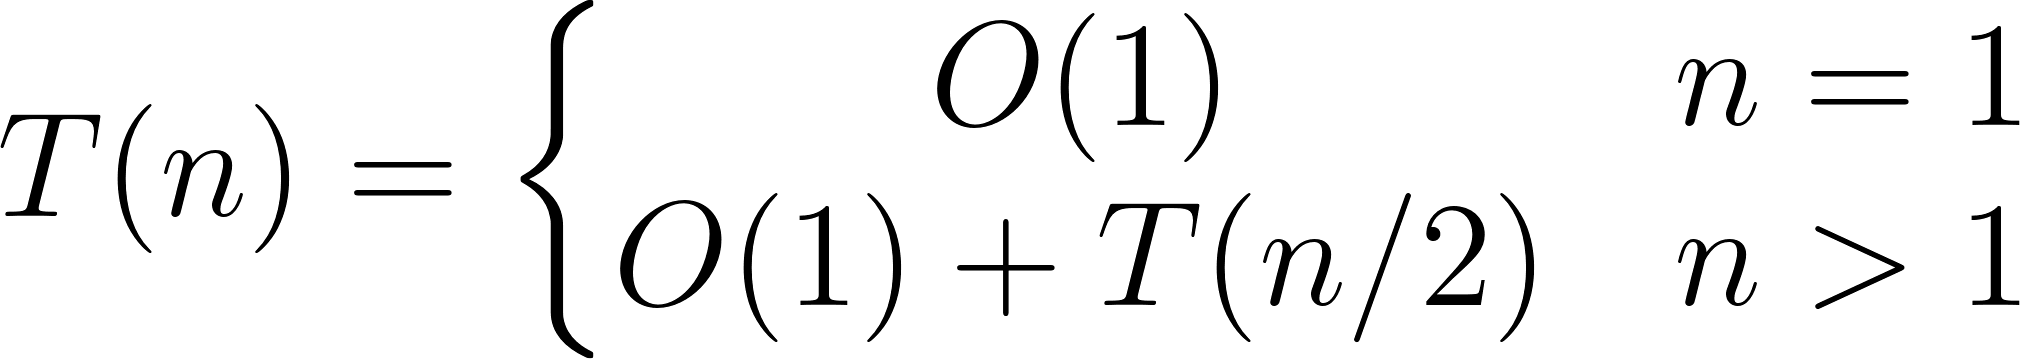 T(n) = { O(1) n = 1
O(1) + T(n/2) n > 1